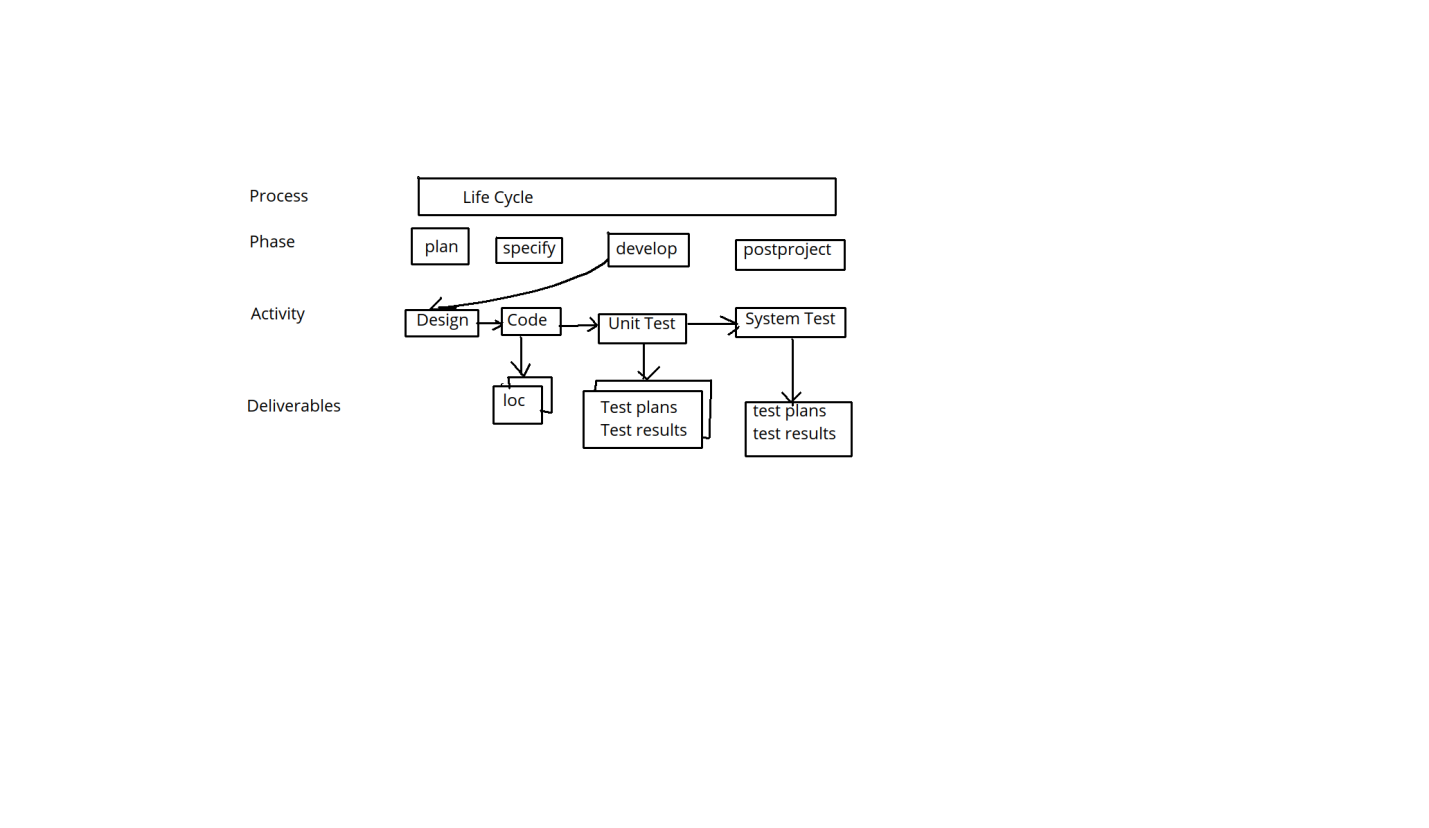 Process
Life Cycle
Phase
plan
specify
develop
postproject
Activity
Design
Code
Unit Test
System Test
Deliverables
loc
Test plans
Test results
test plans
test results